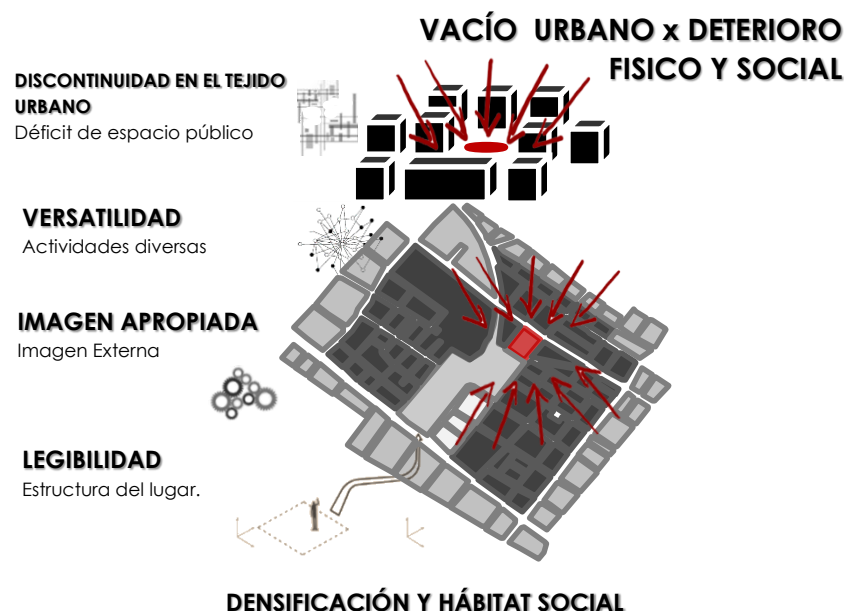 VACÍO URBANO x DETERIORO
FISICO Y SOCIAL
DISCONTINUIDAD EN EL TEJIDO
URBANO
Déficit de espacio público
VERSATILIDAD
Actividades diversas
IMAGEN APROPIADA
Imagen Externa
LEGIBILIDAD
Estructura del lugar.
DENSIFICACIÓN Y HÁBITAT SOCIAL